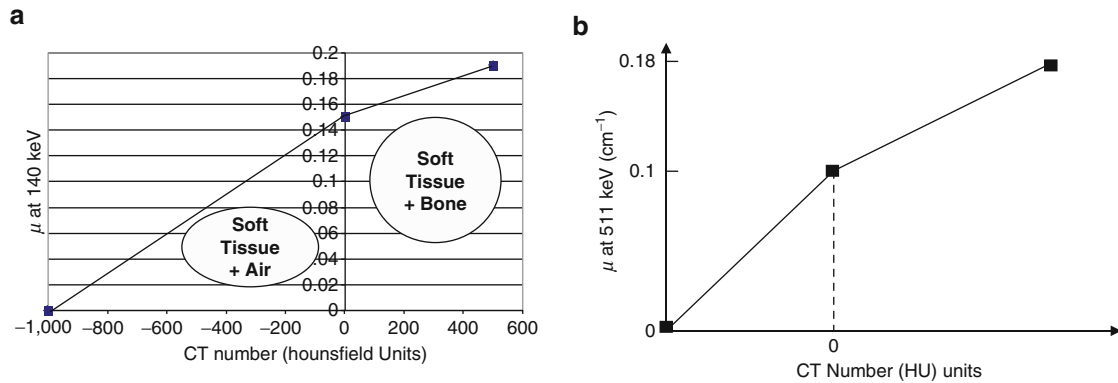 a
0.2
0.18
0.16
0.14
0.12
0.1
0.08
0.06
0.04
0.02
0
μ at 140 keV
Soft
Tissue
+ Bone
Soft
Tissue
+ Air
−1,000 −800 −600 −400 −200 0 200 400 600
CT number (hounsfield Units)
b
0.18
0.1
0
μ at 511 keV (cm⁻¹)
0
CT Number (HU) units